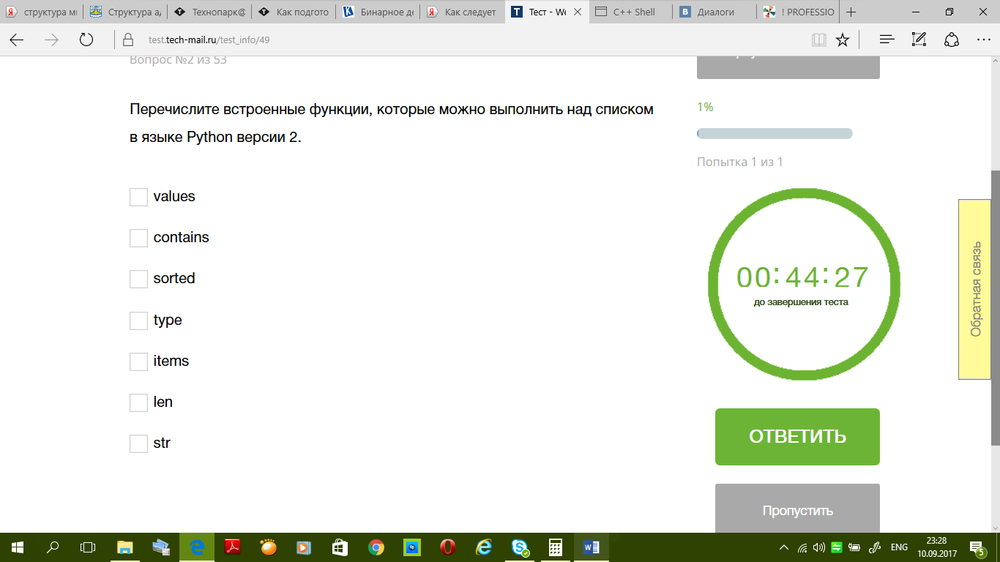 структура ми
Структура а
Технопарк@
Как подгото
Бинарное де
Как следует
Тест - We
C++ Shell
Диалоги
! PROFESSIO
test.tech-mail.ru/test_info/49
Вопрос №2 из 53
Перечислите встроенные функции, которые можно выполнить над списком
в языке Python версии 2.
values
contains
sorted
type
items
len
str
1%
Попытка 1 из 1
00:44:27
до завершения теста
ОТВЕТИТЬ
Пропустить
Обратная связь
ENG
23:28
10.09.2017
5